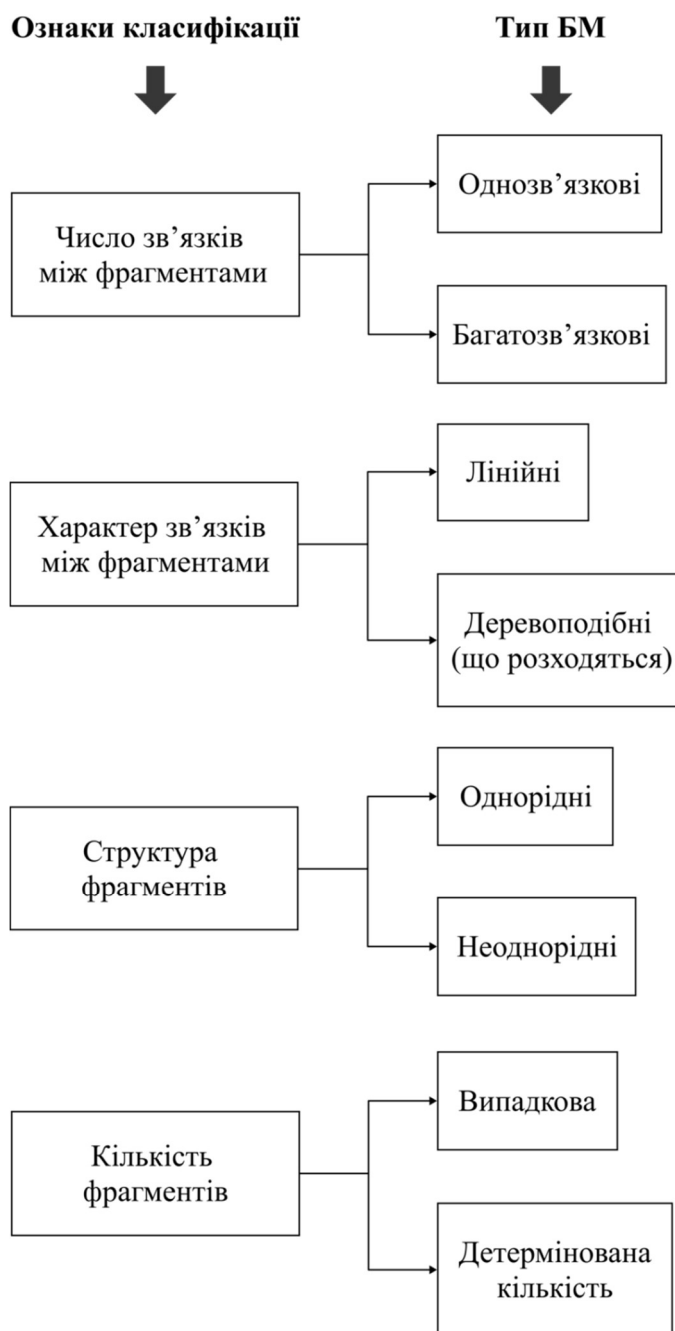 Ознаки класифікації
Тип БМ
Число зв’язків
між фрагментами
Однозв’язкові
Багатозв’язкові
Характер зв’язків
між фрагментами
Лінійні
Деревоподібні
(що розходяться)
Структура
фрагментів
Однорідні
Неоднорідні
Кількість
фрагментів
Випадкова
Детермінована
кількість